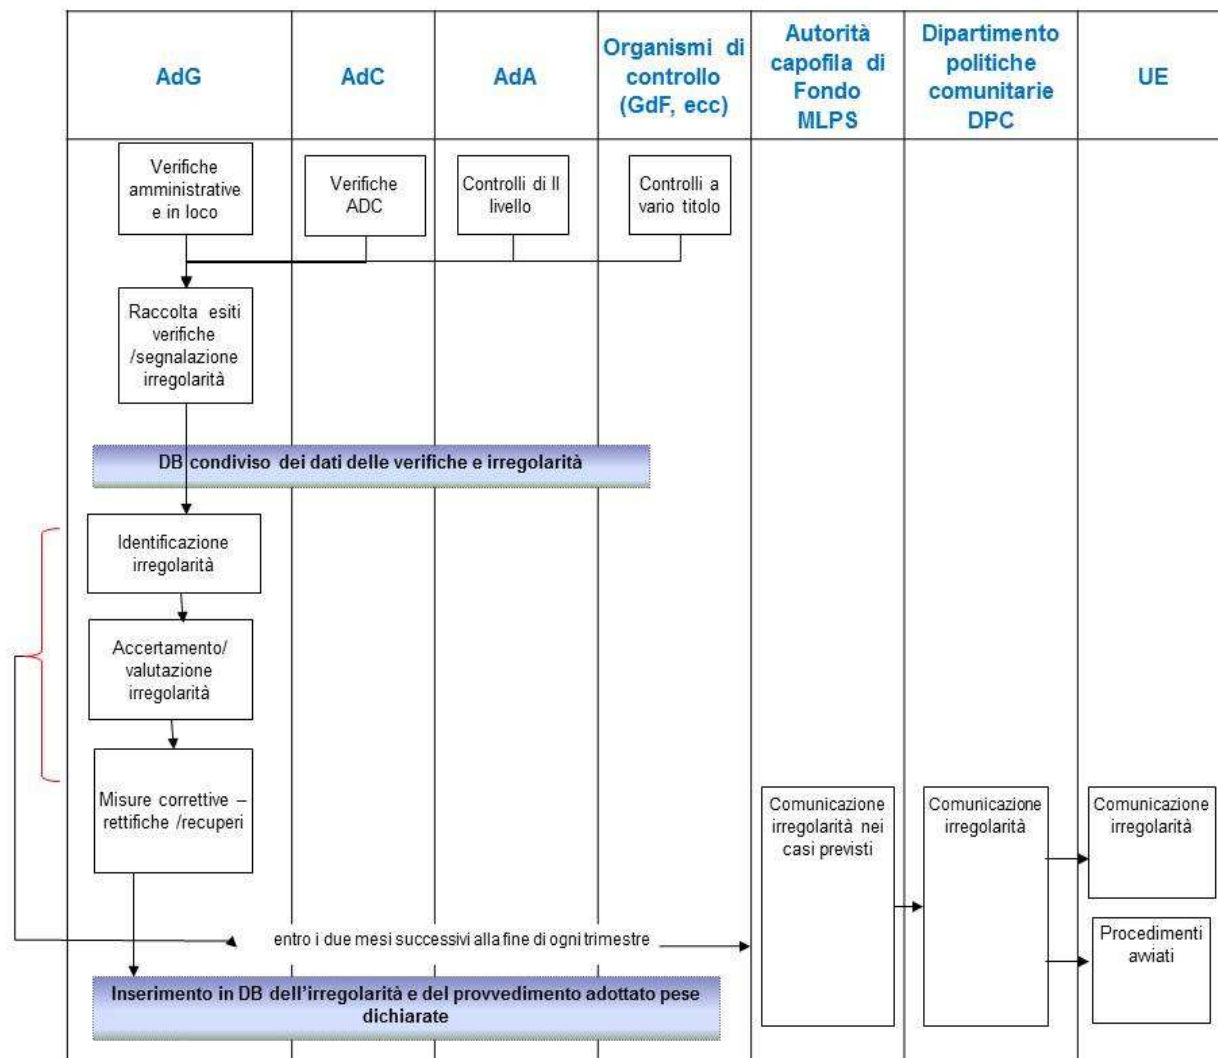 AdG
AdC
AdA
Organismi di
controllo
(GdF, ecc)
Autorità
capofila di
Fondo
MLPS
Dipartimento
politiche
comunitarie
DPC
UE
Verifiche
amministrative
e in loco
Verifiche
ADC
Controlli di II
livello
Controlli a
vario titolo
Raccolta esiti
verifiche
/segnalazione
irregolarità
DB condiviso dei dati delle verifiche e irregolarità
Identificazione
irregolarità
Accertamento/
valutazione
irregolarità
Misure correttive –
rettifiche /recuperi
Comunicazione
irregolarità nei
casi previsti
Comunicazione
irregolarità
Comunicazione
irregolarità
entro i due mesi successivi alla fine di ogni trimestre
Procedimenti
avviati
Inserimento in DB dell'irregolarità e del provvedimento adottato pese
dichiarate